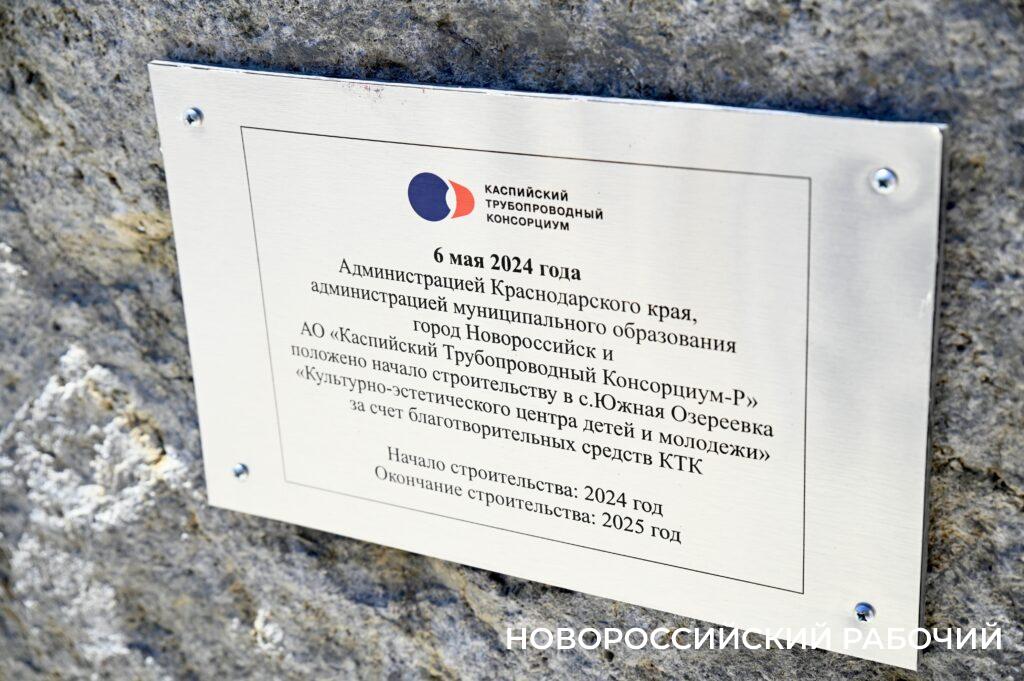 КАСПИЙСКИЙ
ТРУБОПРОВОДНЫЙ
КОНСОРЦИУМ
6 мая 2024 года
Администрацией Краснодарского края,
администрацией муниципального образования
город Новороссийск и
АО «Каспийский Трубопроводный Консорциум-Р»
положено начало строительству в с.Южная Озереевка
«Культурно-эстетического центра детей и молодежи»
за счет благотворительных средств КТК
Начало строительства: 2024 год
Окончание строительства: 2025 год
НОВОРОССИЙСКИЙ РАБОЧИЙ